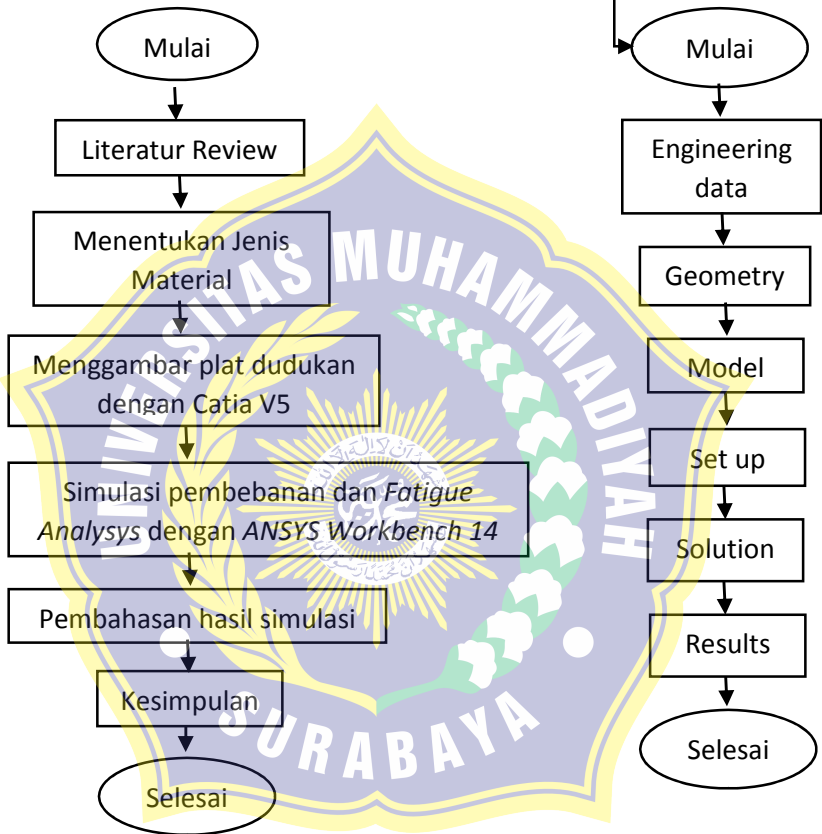 Mulai
Literatur Review
Menentukan Jenis
Material
Menggambar plat dudukan
dengan Catia V5
Simulasi pembebanan dan Fatigue
Analysys dengan ANSYS Workbench 14
Pembahasan hasil simulasi
Kesimpulan
Selesai
Mulai
Engineering
data
Geometry
Model
Set up
Solution
Results
Selesai
UNIVERSITAS MUHAMMADIYAH
SURABAYA